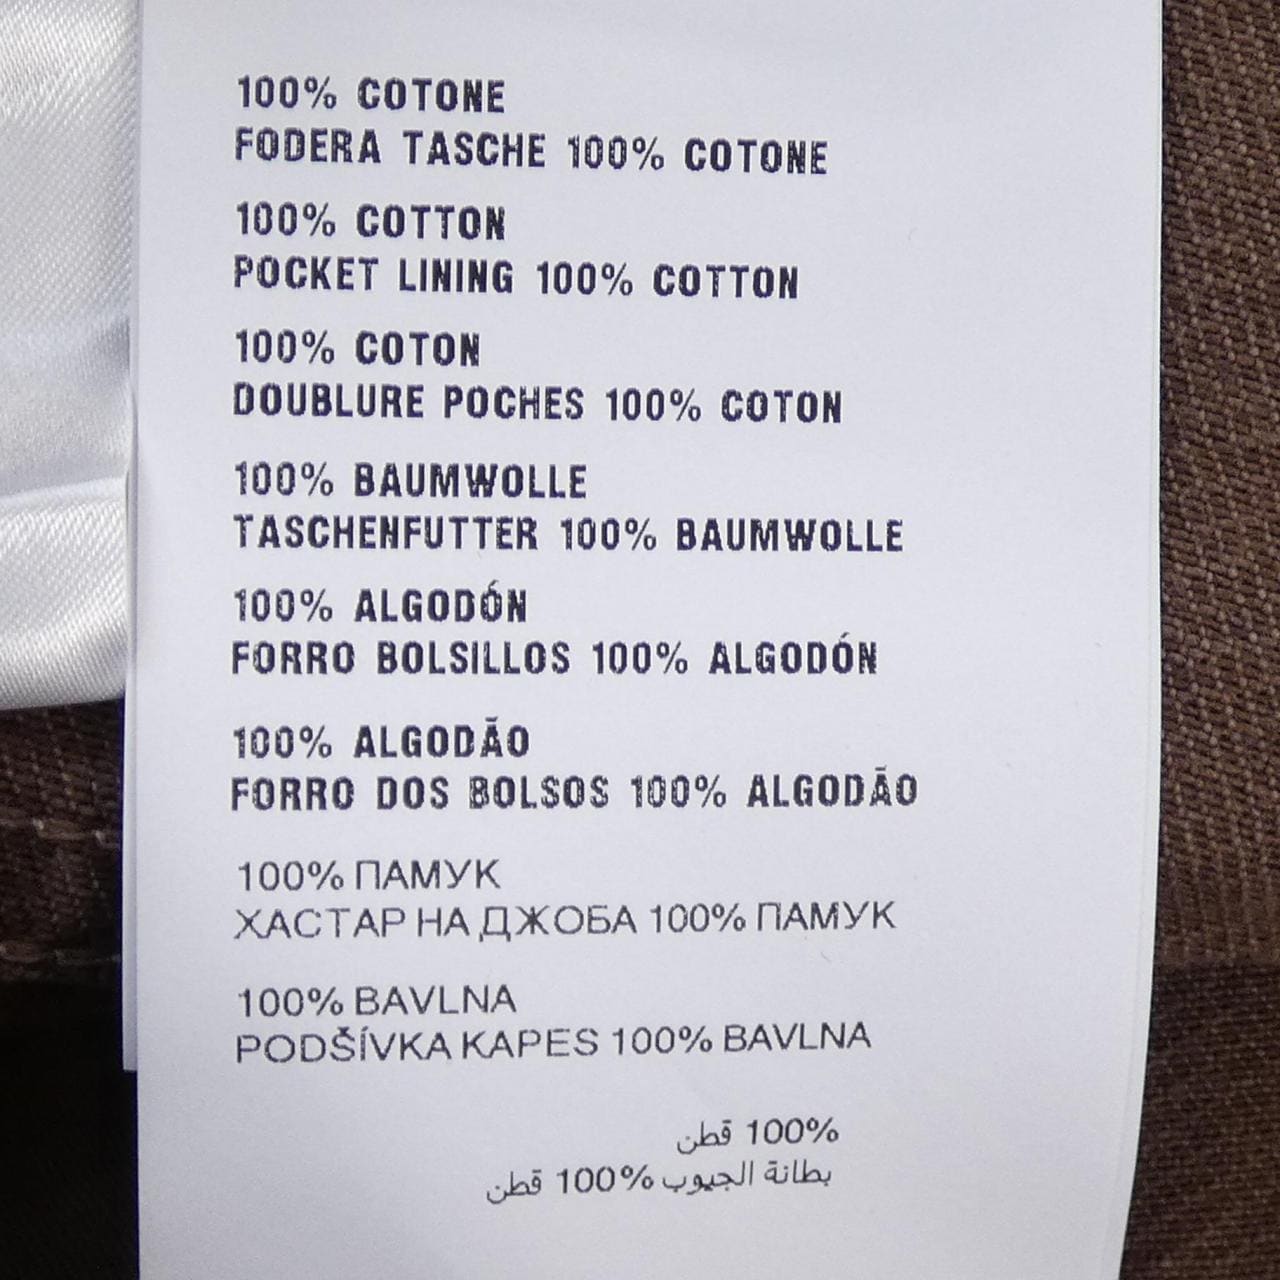 100% COTONE
FODERA TASCHE 100% COTONE
100% COTTON
POCKET LINING 100% COTTON
100% COTON
DOUBLURE POCHES 100% COTON
100% BAUMWOLLE
TASCHENFUTTER 100% BAUMWOLLE
100% ALGODÓN
FORRO BOLSILLOS 100% ALGODÓN
100% ALGODÃO
FORRO DOS BOLSOS 100% ALGODÃO
100% ПАМУК
ХАСТАР НА ДЖОБА 100% ПАМУК
100% BAVLNA
PODŠÍVKA KAPES 100% BAVLNA
100% قطن
بطانة الجيوب 100% قطن